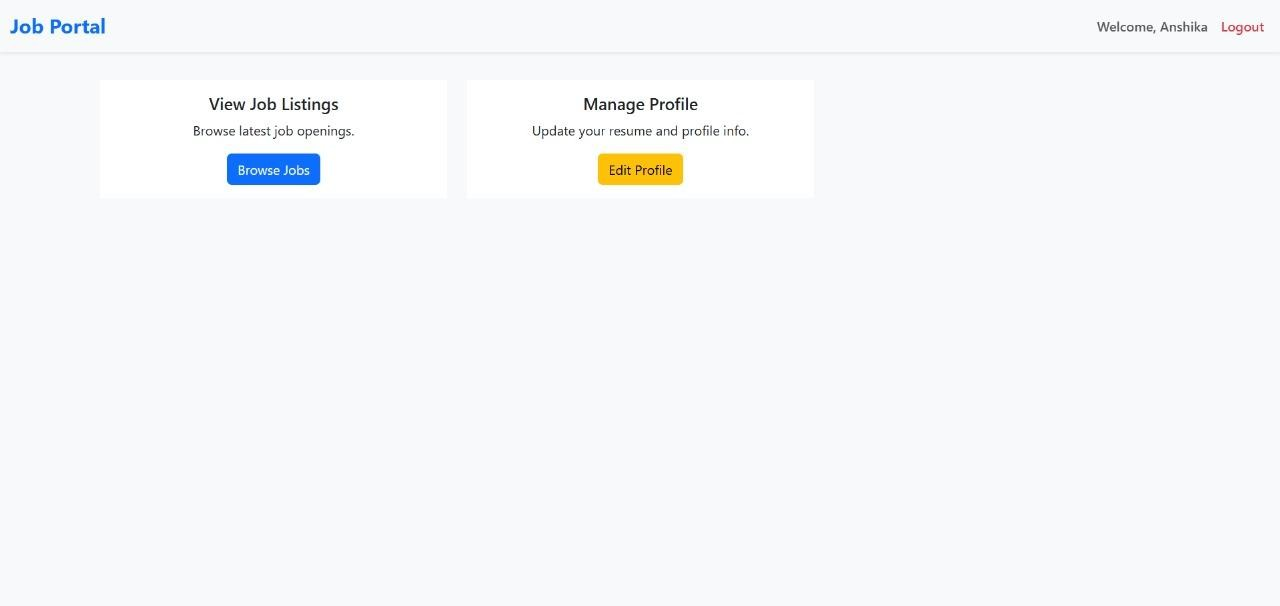 Job Portal
Welcome, Anshika Logout
View Job Listings
Browse latest job openings.
Browse Jobs
Manage Profile
Update your resume and profile info.
Edit Profile